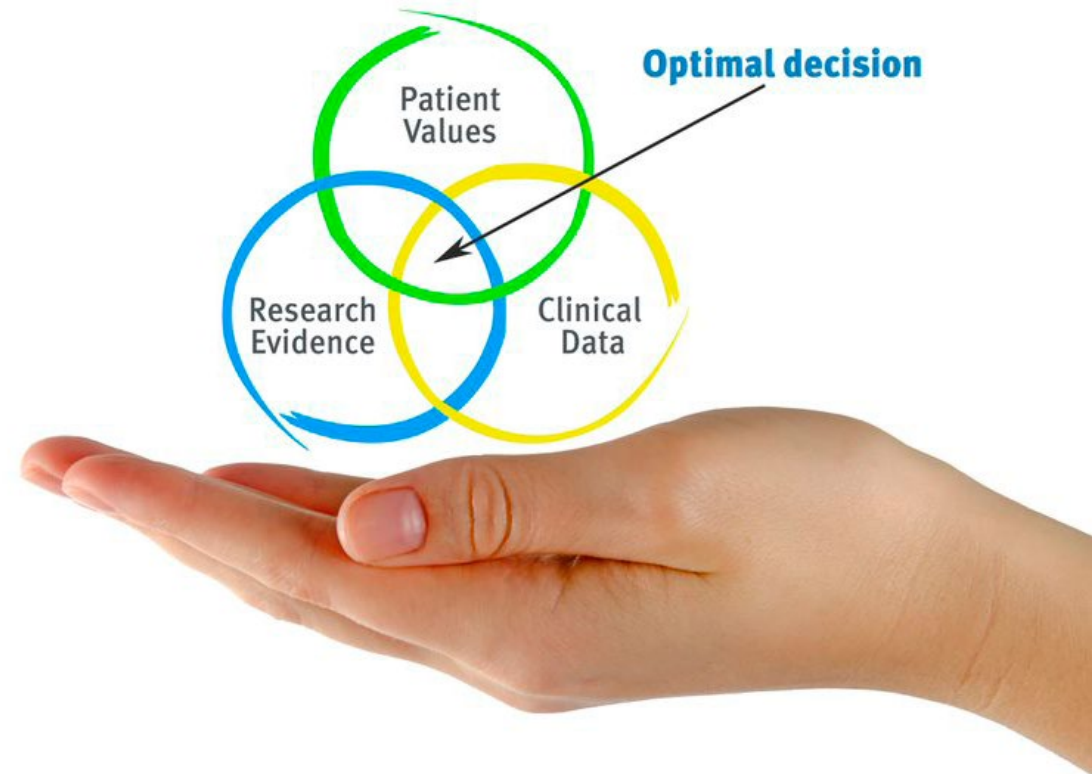 Optimal decision
Patient
Values
Research
Evidence
Clinical
Data